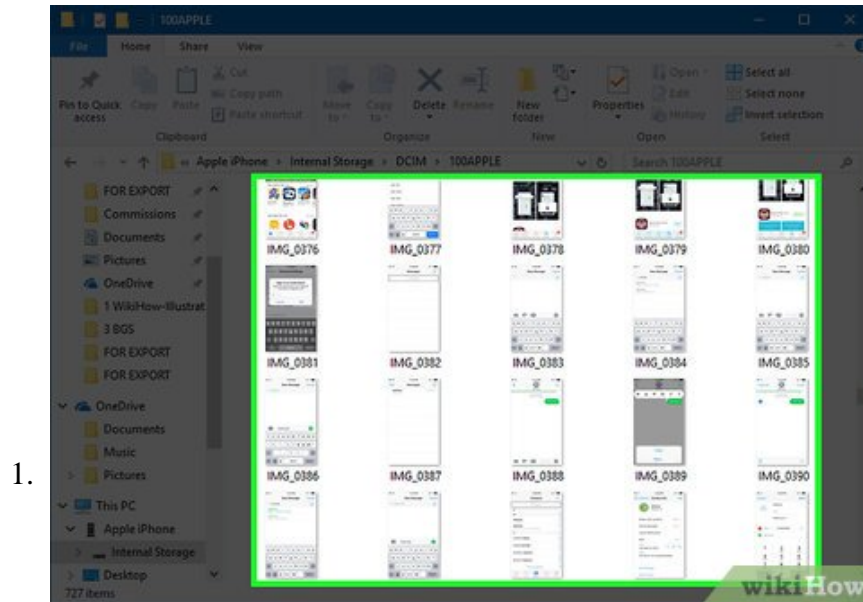 100APPLE
File Home Share View
Pin to Quick access
Copy
Paste
Cut
Copy path
Paste shortcut
Move to
Copy to
Delete
Rename
New folder
Properties
Open
Edit
History
Select all
Select none
Invert selection
Clipboard Organize New Open Select
« Apple iPhone > Internal Storage > DCIM > 100APPLE
Search 100APPLE
FOR EXPORT
Commissions
Documents
Pictures
OneDrive
1 WikiHow-Illustrat
3 BGS
FOR EXPORT
FOR EXPORT
OneDrive
Documents
Music
Pictures
This PC
Apple iPhone
Internal Storage
Desktop
727 items
IMG_0376 IMG_0377 IMG_0378 IMG_0379 IMG_0380
IMG_0381 IMG_0382 IMG_0383 IMG_0384 IMG_0385
IMG_0386 IMG_0387 IMG_0388 IMG_0389 IMG_0390
1.
wikiHow